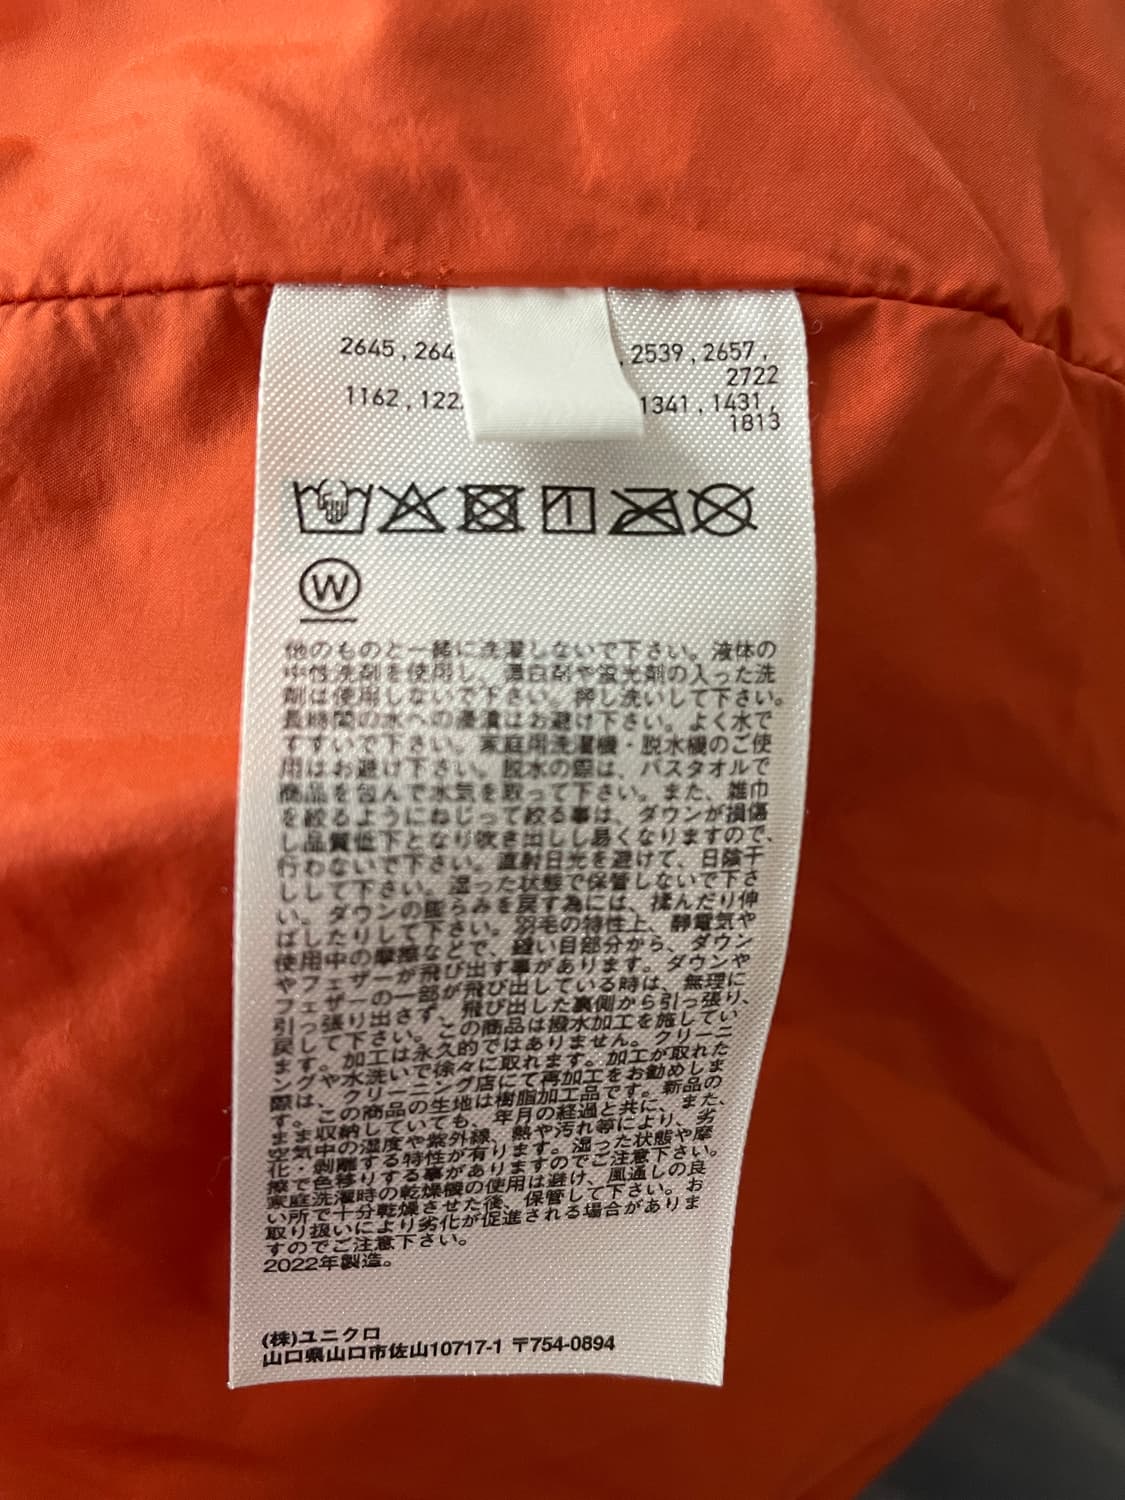 2645 , 264 , 2539 , 2657 ,
2722
1162 , 122 1341 , 1431 ,
1813
W
他のものと一緒に洗濯しないで下さい。液体の
中性洗剤を使用し、漂白剤や蛍光剤の入った洗
剤は使用しないで下さい。押し洗いして下さい。
長時間の水への浸漬はお避け下さい。よく水で
すすいで下さい。家庭用洗濯機・脱水機のご使
用はお避け下さい。脱水の際は、バスタオルで
商品を包んで水気を取って下さい。また、雑巾
を絞るようにねじって絞る事は、ダウンが損傷
し品質低下となり吹き出しし易くなりますので、
行わないで下さい。直射日光を避けて、日陰干
しして下さい。湿った状態で保管しないで下さ
い。ダウンの膨らみを戻す為には、揉んだり伸
ばしたりして下さい。羽毛の特性上、静電気や
使用中の摩擦などで、縫い目部分から、ダウン
やフェザーが飛び出す事があります。ダウンや
フェザーの一部が飛び出している時は、無理に
引っ張り出さず、飛び出した裏側から引っ張り、
戻して下さい。この商品は撥水加工を施してい
ます。加工は永久的ではありません。クリーニ
ングや水洗いで徐々に取れます。加工が取れた
際は、クリーニング店にて再加工をお勧めしま
す。この商品の生地は樹脂加工品です。新品の
まま収納していても、年月の経過と共に、また、
空気中の湿度や紫外線、熱や汚れ等により、劣
化・剥離する特性が有ります。湿った状態や摩
擦で色移りする事がありますのでご注意下さい。
家庭洗濯時の乾燥機の使用は避け、風通しの良
い所で十分乾燥させた後、保管して下さい。お
取り扱いにより劣化が促進される場合がありま
すのでご注意下さい。
2022年製造。
(株)ユニクロ
山口県山口市佐山10717-1 〒754-0894